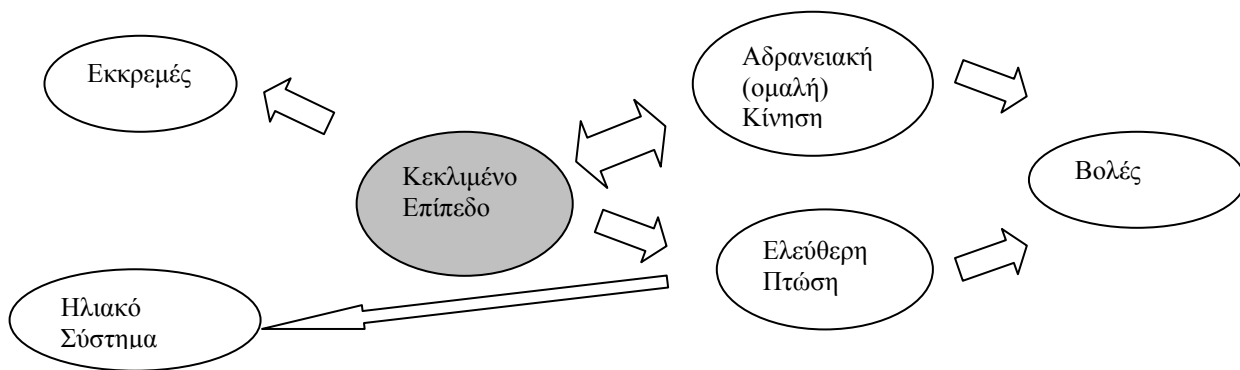 Εκκρεμές
Αδρανειακή
(ομαλή)
Κίνηση
Κεκλιμένο
Επίπεδο
Βολές
Ελεύθερη
Πτώση
Ηλιακό
Σύστημα